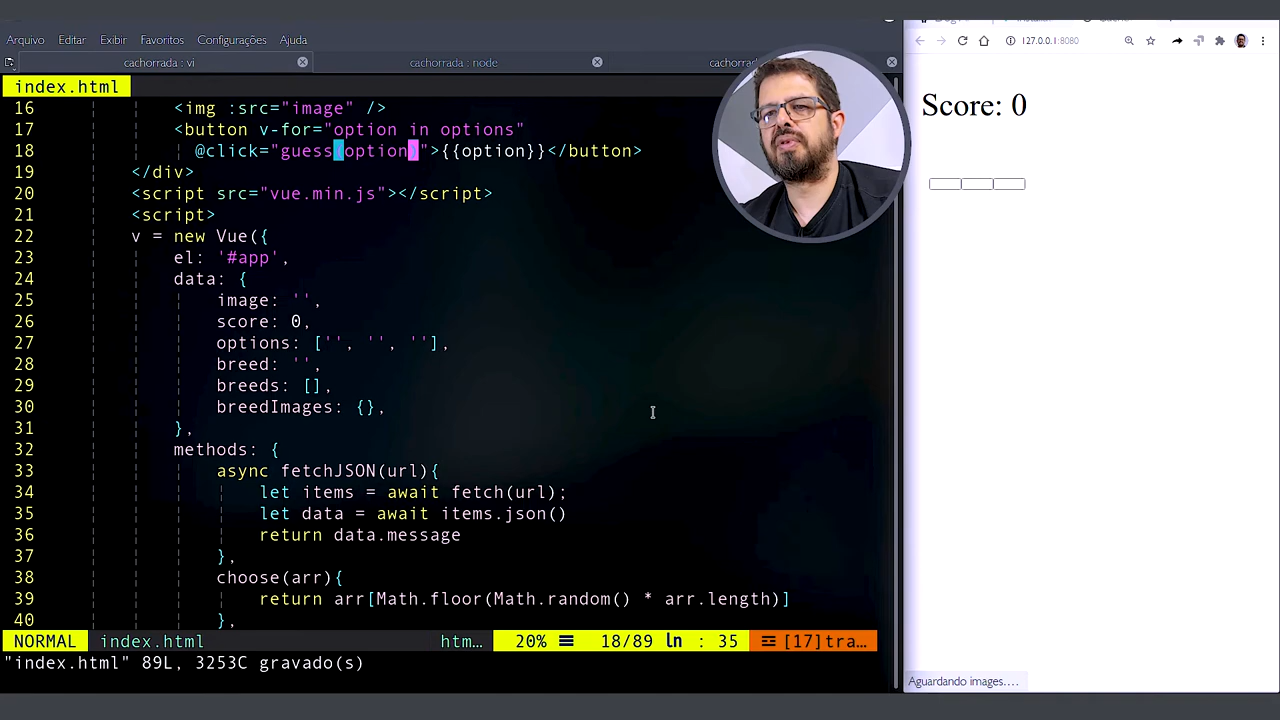 Arquivo Editar Exibir Favoritos Configurações Ajuda
cachorrada : vi
cachorrada : node
127.0.0.1:8080
index.html
16 <img :src="image" />
17 <button v-for="option in options"
18 @click="guess(option)">{{option}}</button>
19 </div>
20 <script src="vue.min.js"></script>
21 <script>
22 v = new Vue({
23 el: '#app',
24 data: {
25 image: '',
26 score: 0,
27 options: ['', '', ''],
28 breed: '',
29 breeds: [],
30 breedImages: {},
31 },
32 methods: {
33 async fetchJSON(url){
34 let items = await fetch(url);
35 let data = await items.json()
36 return data.message
37 },
38 choose(arr){
39 return arr[Math.floor(Math.random() * arr.length)]
40 },
NORMAL index.html htm… 20% 18/89 ln : 35 [17]tra…
"index.html" 89L, 3253C gravado(s)
Score: 0
Aguardando images.…